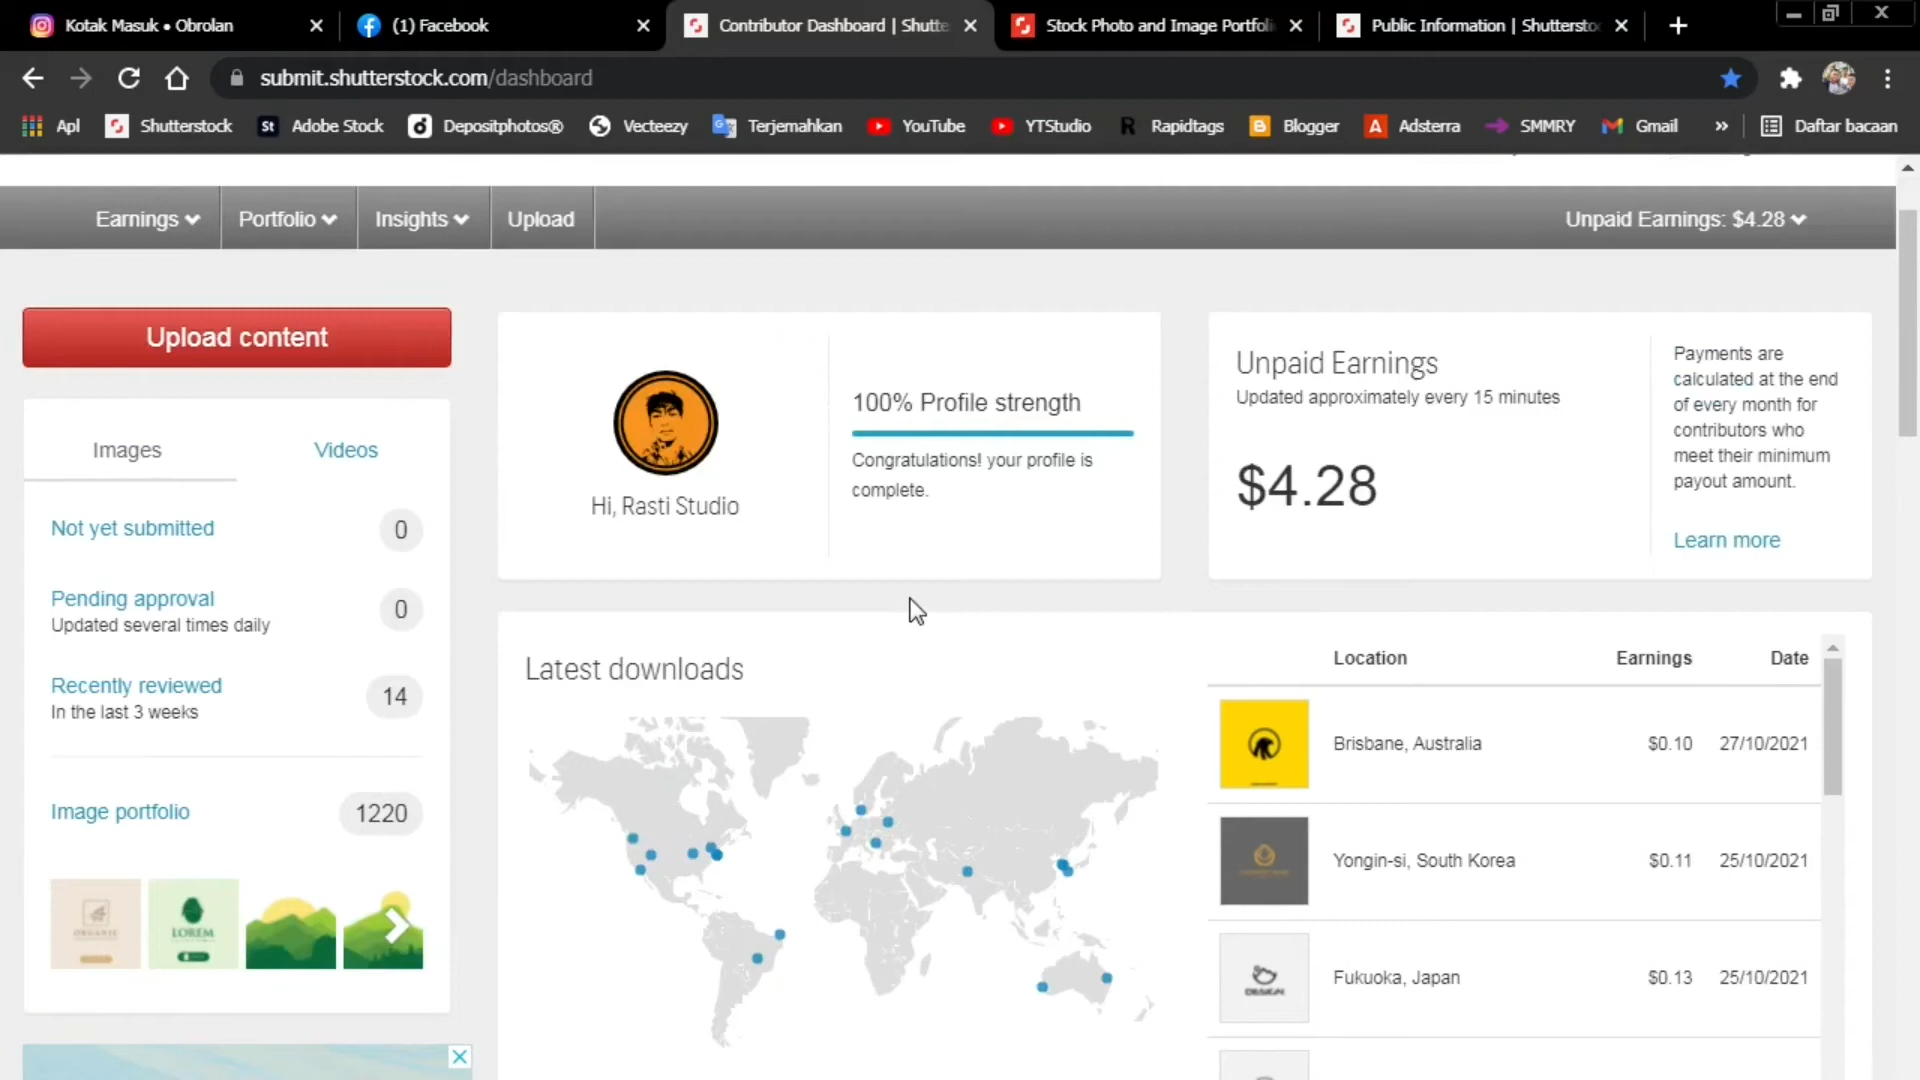 Kotak Masuk • Obrolan
(1) Facebook
Contributor Dashboard | Shutte
Stock Photo and Image Portfoli
Public Information | Shuttersto
submit.shutterstock.com/dashboard
Apl
Shutterstock
St
Adobe Stock
Depositphotos®
Vecteezy
Terjemahkan
YouTube
YTStudio
R
Rapidtags
Blogger
A
Adsterra
SMMRY
Gmail
»
Daftar bacaan
Earnings
Portfolio
Insights
Upload
Unpaid Earnings: $4.28
Upload content
Images
Videos
Not yet submitted
0
Pending approval
0
Updated several times daily
Recently reviewed
14
In the last 3 weeks
Image portfolio
1220
ORGANIC
LOREM
Hi, Rasti Studio
100% Profile strength
Congratulations! your profile is
complete.
Unpaid Earnings
Updated approximately every 15 minutes
$4.28
Payments are
calculated at the end
of every month for
contributors who
meet their minimum
payout amount.
Learn more
Latest downloads
Location
Earnings
Date
Brisbane, Australia
$0.10
27/10/2021
Yongin-si, South Korea
$0.11
25/10/2021
DESIGN
Fukuoka, Japan
$0.13
25/10/2021